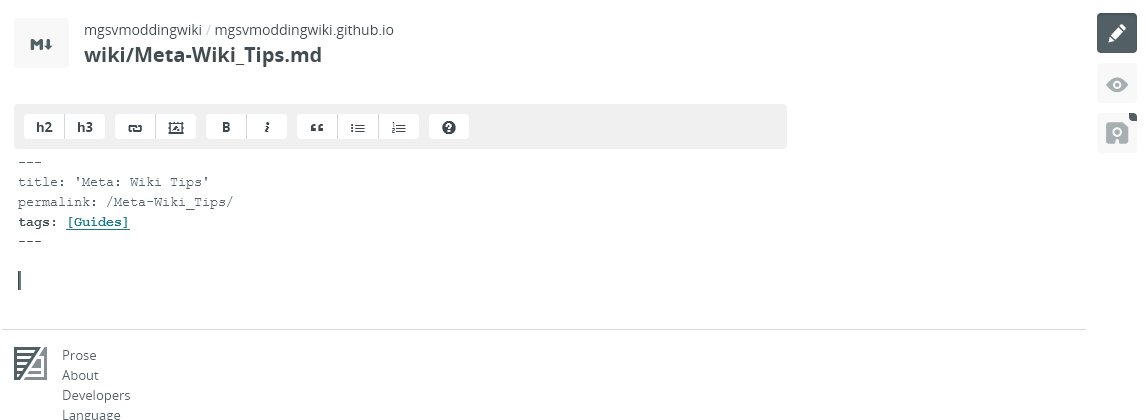 M↓
mgsvmoddingwiki / mgsvmoddingwiki.github.io
wiki/Meta-Wiki_Tips.md
h2 h3 B i
---
title: 'Meta: Wiki Tips'
permalink: /Meta-Wiki_Tips/
tags: [Guides]
---
Prose
About
Developers
Language